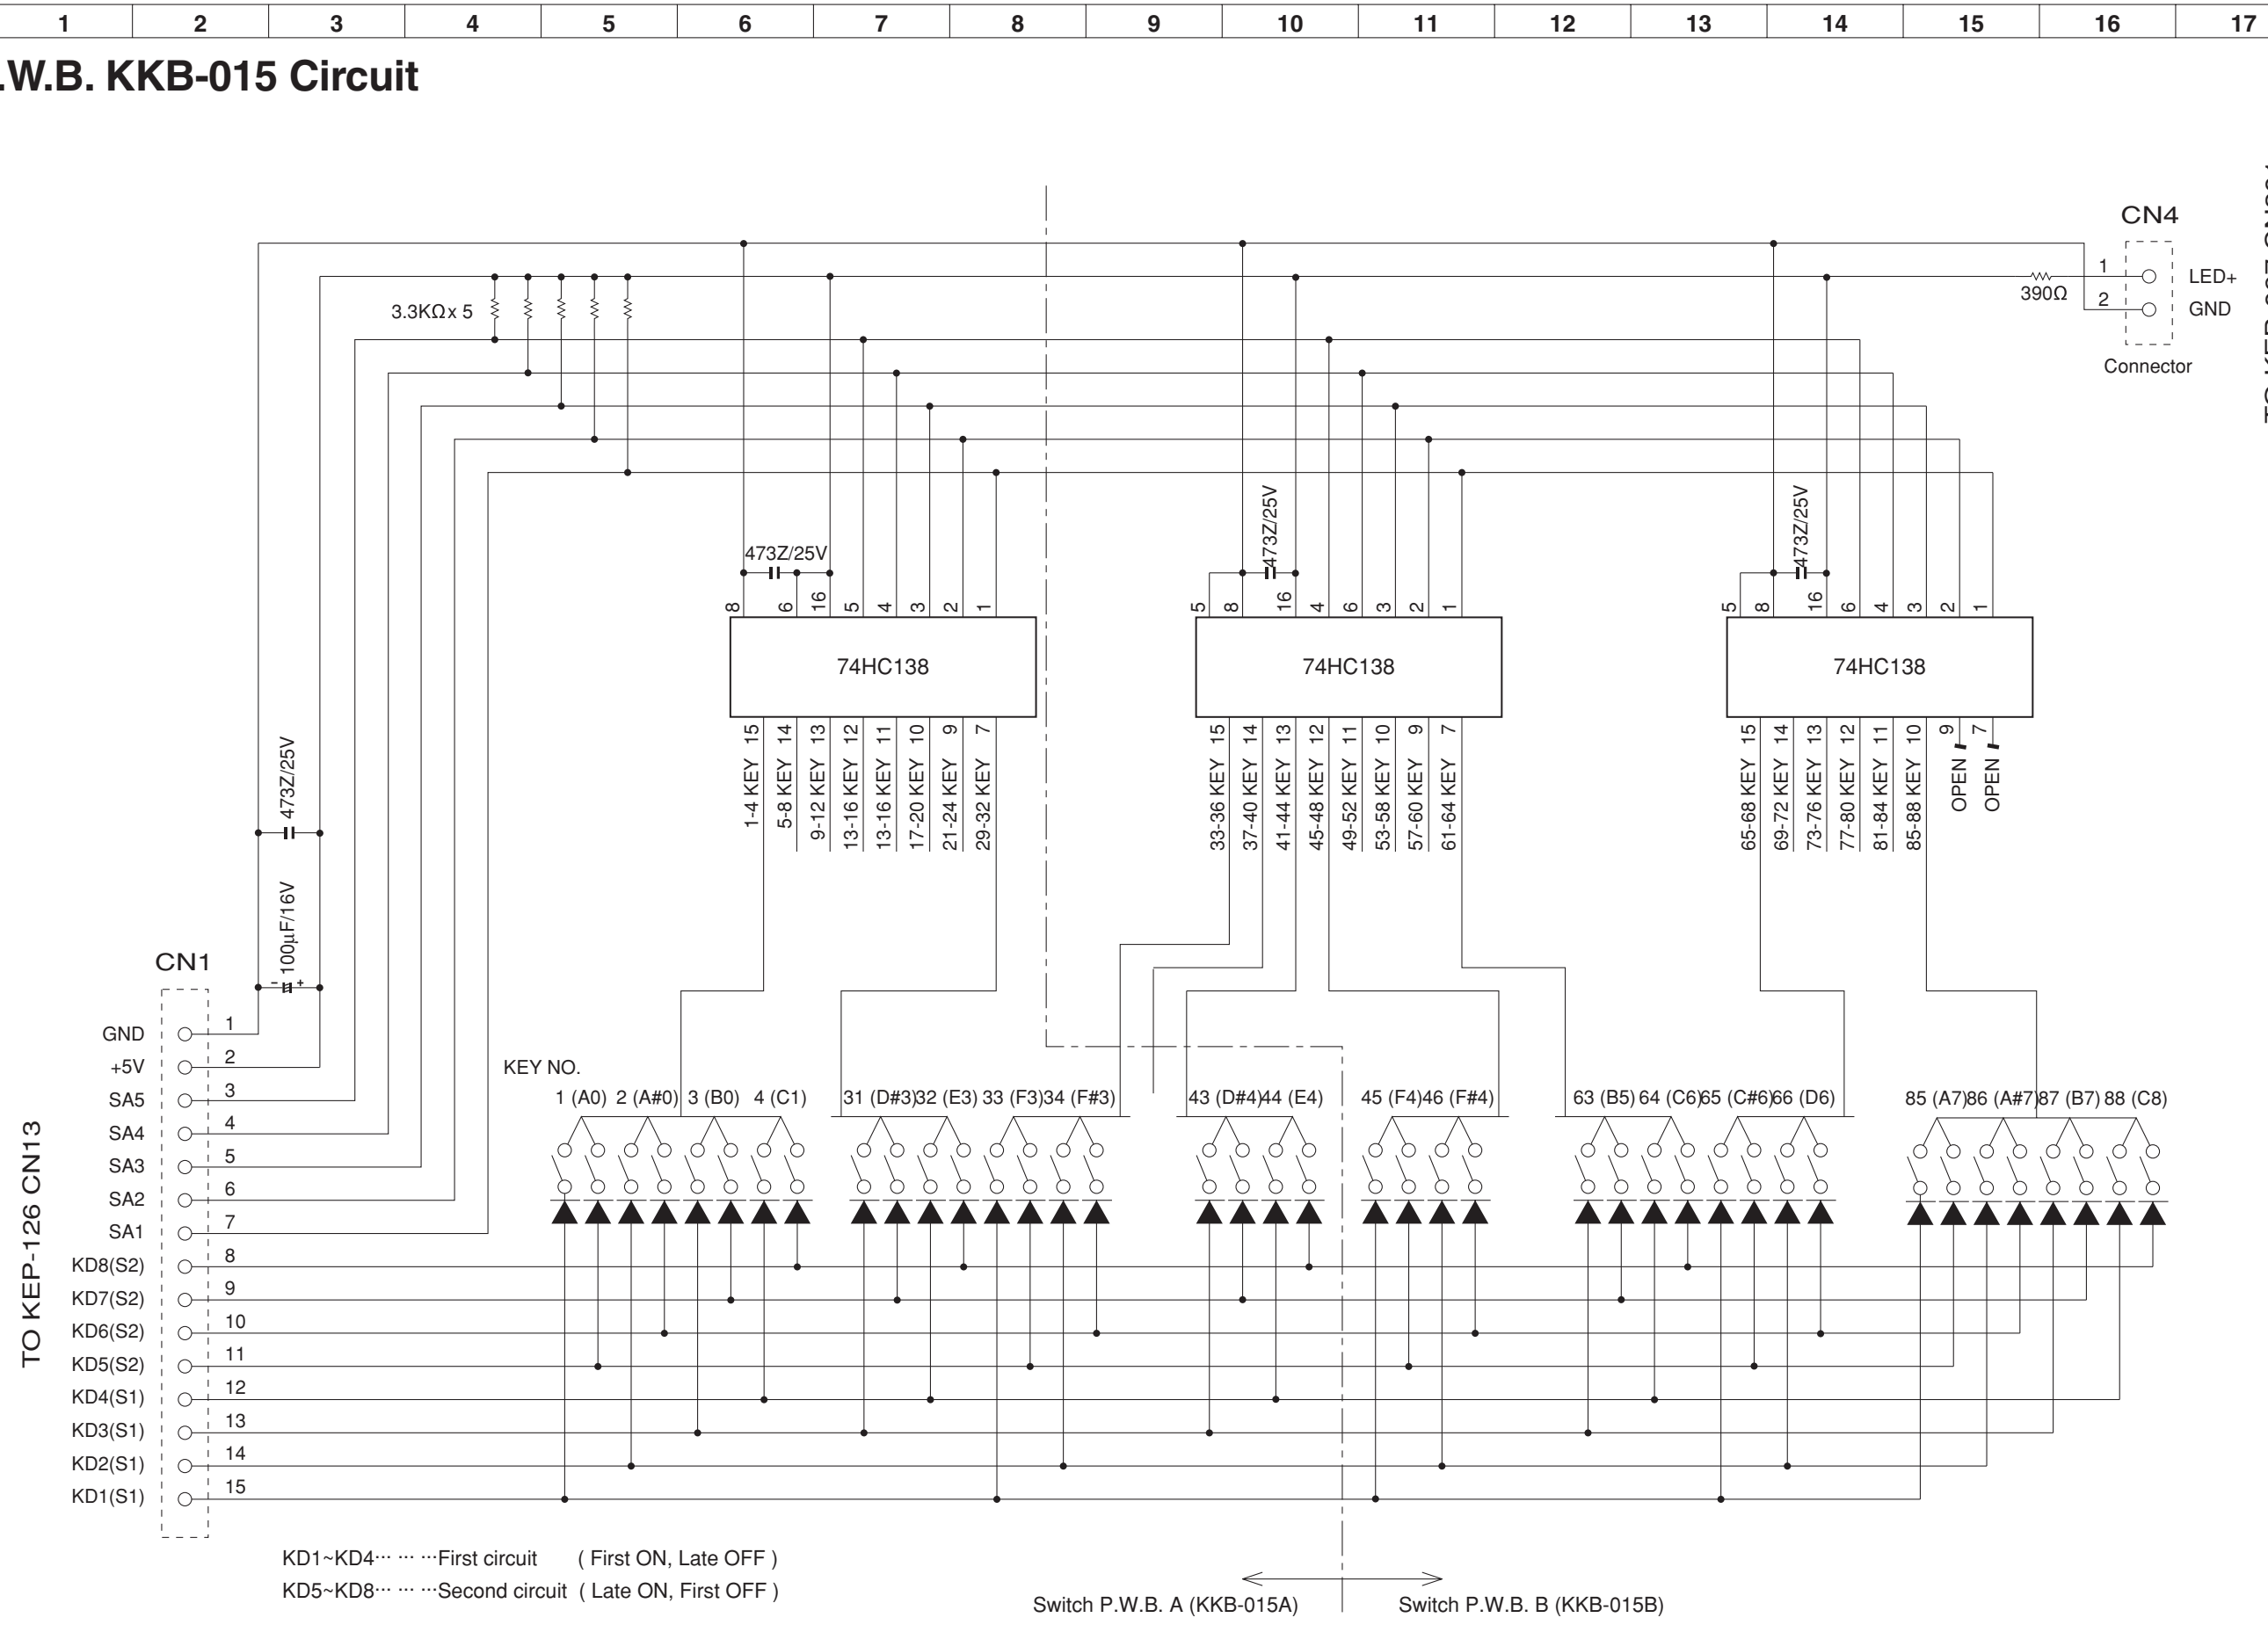 1 2 3 4 5 6 7 8 9 10 11 12 13 14 15 16 17
.W.B. KKB-015 Circuit
CN4
1 LED+
390Ω
2 GND
Connector
3.3KΩx 5
473Z/25V
473Z/25V
473Z/25V
8 6 16 5 4 3 2 1
5 8 16 4 6 3 2 1
5 8 16 6 4 3 2 1
74HC138
74HC138
74HC138
1-4 KEY 15
5-8 KEY 14
9-12 KEY 13
13-16 KEY 12
13-16 KEY 11
17-20 KEY 10
21-24 KEY 9
29-32 KEY 7
33-36 KEY 15
37-40 KEY 14
41-44 KEY 13
45-48 KEY 12
49-52 KEY 11
53-58 KEY 10
57-60 KEY 9
61-64 KEY 7
65-68 KEY 15
69-72 KEY 14
73-76 KEY 13
77-80 KEY 12
81-84 KEY 11
85-88 KEY 10
OPEN 9
OPEN 7
473Z/25V
100µF/16V
- +
CN1
TO KEP-126 CN13
GND 1
+5V 2
SA5 3
SA4 4
SA3 5
SA2 6
SA1 7
KD8(S2) 8
KD7(S2) 9
KD6(S2) 10
KD5(S2) 11
KD4(S1) 12
KD3(S1) 13
KD2(S1) 14
KD1(S1) 15
KEY NO.
1 (A0) 2 (A#0) 3 (B0) 4 (C1) 31 (D#3) 32 (E3) 33 (F3) 34 (F#3) 43 (D#4) 44 (E4) 45 (F4) 46 (F#4) 63 (B5) 64 (C6) 65 (C#6) 66 (D6) 85 (A7) 86 (A#7) 87 (B7) 88 (C8)
KD1~KD4··· ··· ···First circuit ( First ON, Late OFF )
KD5~KD8··· ··· ···Second circuit ( Late ON, First OFF )
Switch P.W.B. A (KKB-015A) Switch P.W.B. B (KKB-015B)